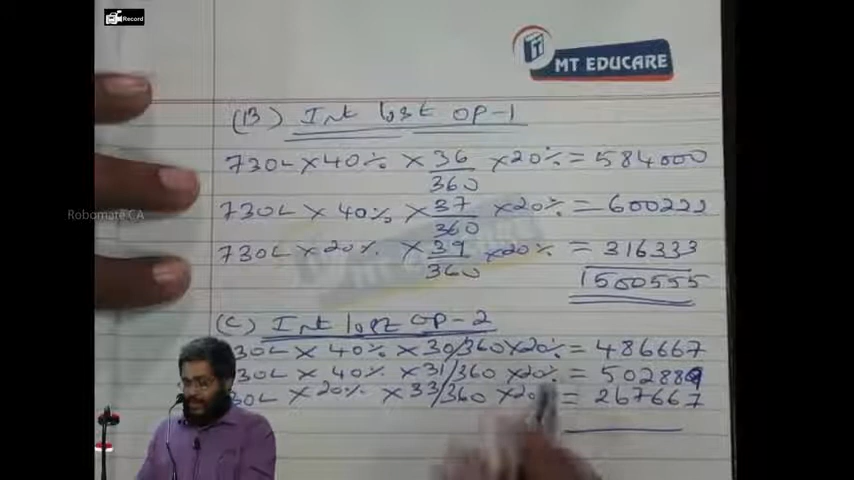 Record
MT EDUCARE
(B) Int lost OP-1
730L × 40% × 36/360 × 20% = 584000
730L × 40% × 37/360 × 20% = 600222
730L × 20% × 39/360 × 20% = 316333
1500555
Robomate CA
(C) Int lost OP-2
30L × 40% × 30/360 × 20% = 486667
30L × 40% × 31/360 × 20% = 502889
30L × 20% × 33/360 × 20% = 267667